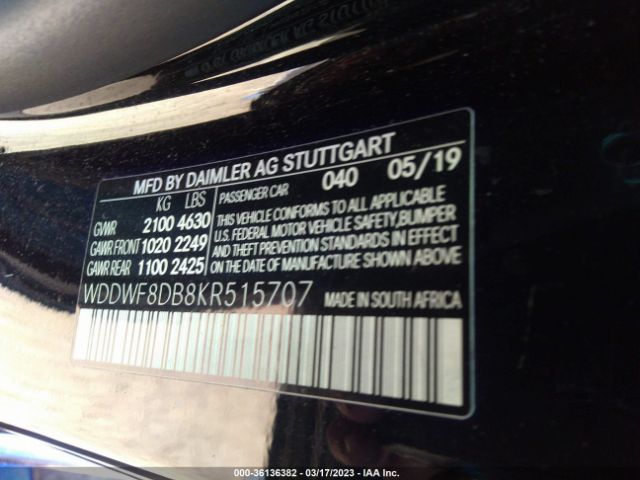 MFD BY DAIMLER AG STUTTGART
KG LBS
GVWR 2100 4630
GAWR FRONT 1020 2249
GAWR REAR 1100 2425
PASSENGER CAR 040 05/19
THIS VEHICLE CONFORMS TO ALL APPLICABLE
U.S. FEDERAL MOTOR VEHICLE SAFETY, BUMPER
AND THEFT PREVENTION STANDARDS IN EFFECT
ON THE DATE OF MANUFACTURE SHOWN ABOVE.
WDDWF8DB8KR515707 MADE IN SOUTH AFRICA
000-36136382 - 03/17/2023 - IAA Inc.